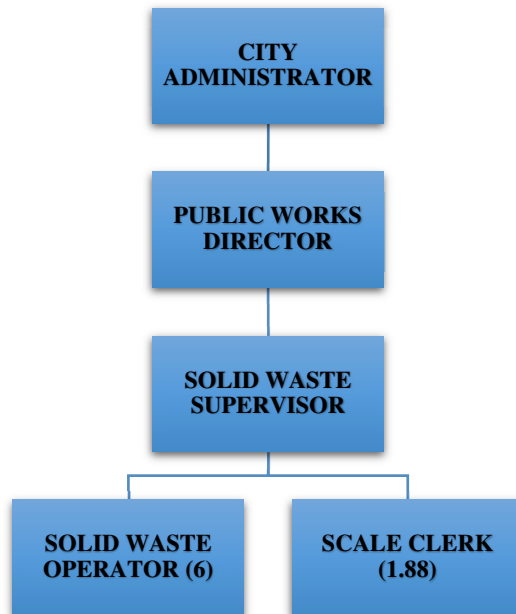 CITY
ADMINISTRATOR
PUBLIC WORKS
DIRECTOR
SOLID WASTE
SUPERVISOR
SOLID WASTE
OPERATOR (6)
SCALE CLERK
(1.88)